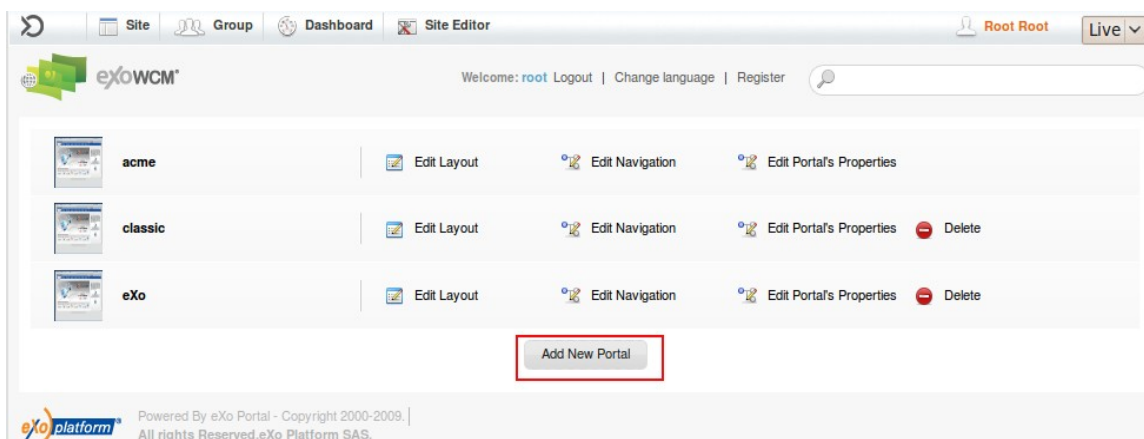 Site Group Dashboard Site Editor Root Root Live
exoWCM Welcome: root Logout | Change language | Register
acme Edit Layout Edit Navigation Edit Portal's Properties
classic Edit Layout Edit Navigation Edit Portal's Properties Delete
eXo Edit Layout Edit Navigation Edit Portal's Properties Delete
Add New Portal
Powered By eXo Portal - Copyright 2000-2009.
eXo platform All rights Reserved.eXo Platform SAS.